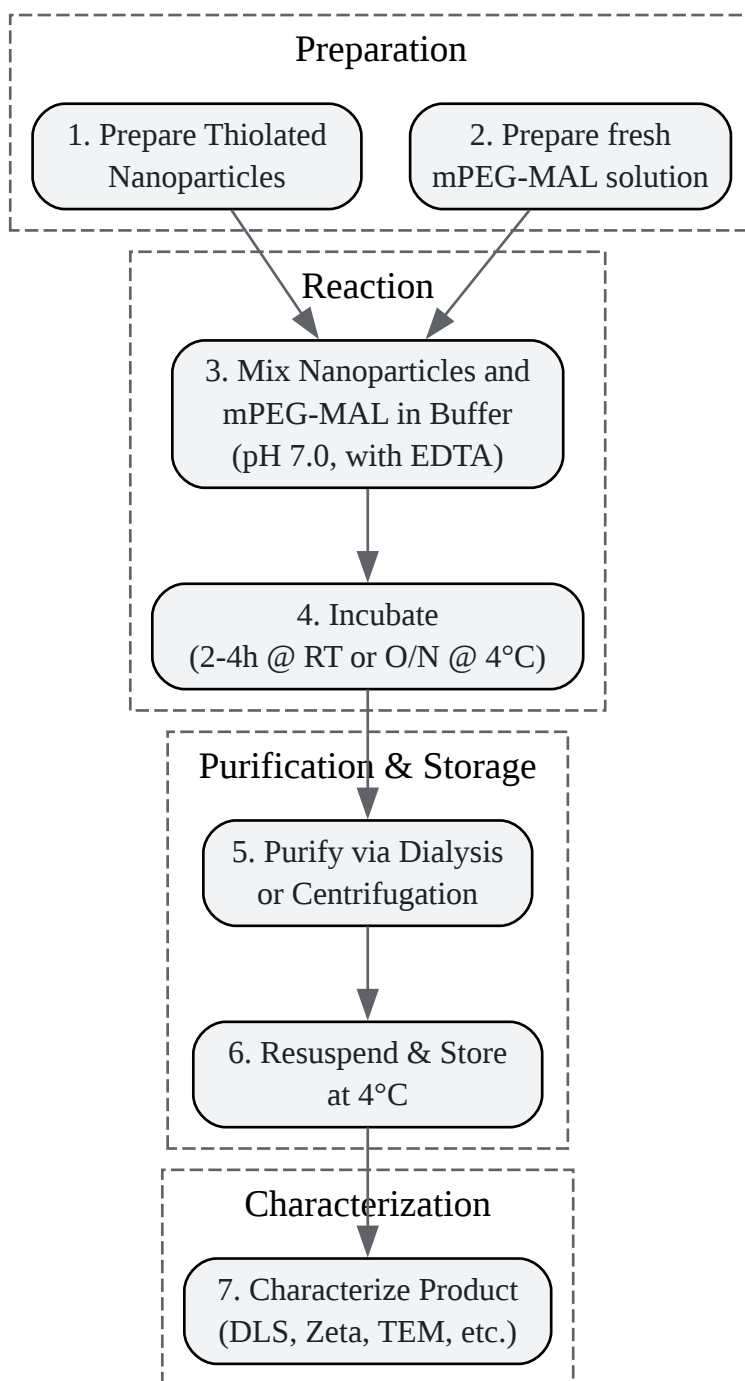 Preparation
1. Prepare Thiolated
Nanoparticles
2. Prepare fresh
mPEG-MAL solution
Reaction
3. Mix Nanoparticles and
mPEG-MAL in Buffer
(pH 7.0, with EDTA)
4. Incubate
(2-4h @ RT or O/N @ 4°C)
Purification & Storage
5. Purify via Dialysis
or Centrifugation
6. Resuspend & Store
at 4°C
Characterization
7. Characterize Product
(DLS, Zeta, TEM, etc.)